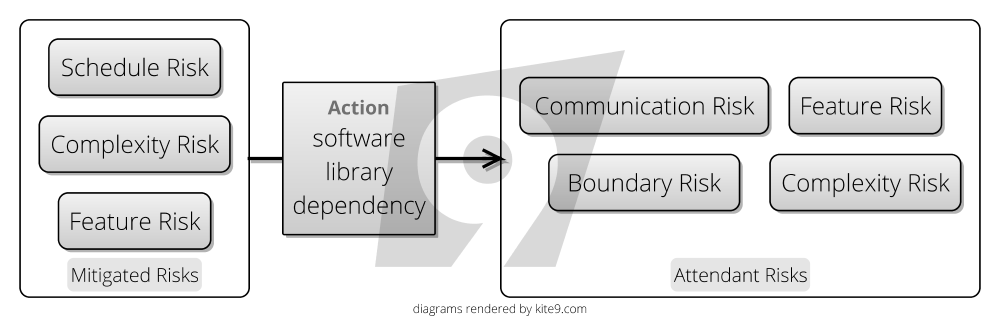 Schedule Risk
Complexity Risk
Feature Risk
Mitigated Risks
Action
software
library
dependency
Communication Risk
Feature Risk
Boundary Risk
Complexity Risk
Attendant Risks
diagrams rendered by kite9.com